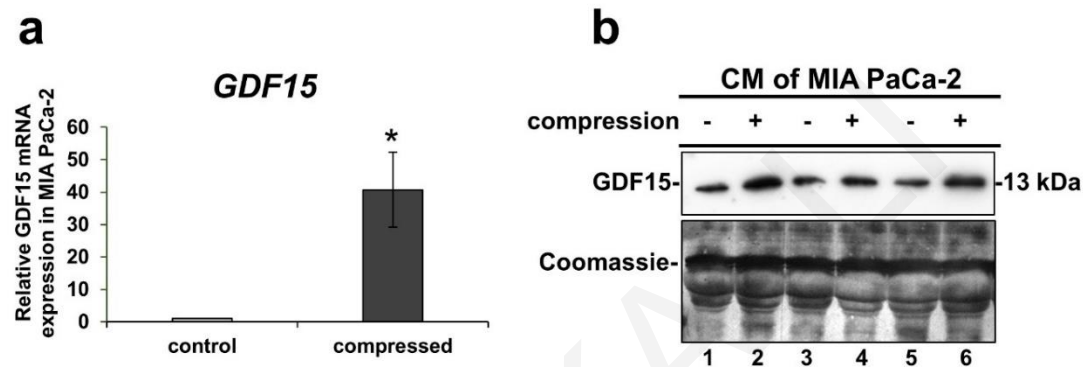 a
GDF15
Relative GDF15 mRNA
expression in MIA PaCa-2
60
50
40
30
20
10
0
*
control
compressed
b
CM of MIA PaCa-2
compression - + - + - +
GDF15-
-13 kDa
Coomassie-
1 2 3 4 5 6